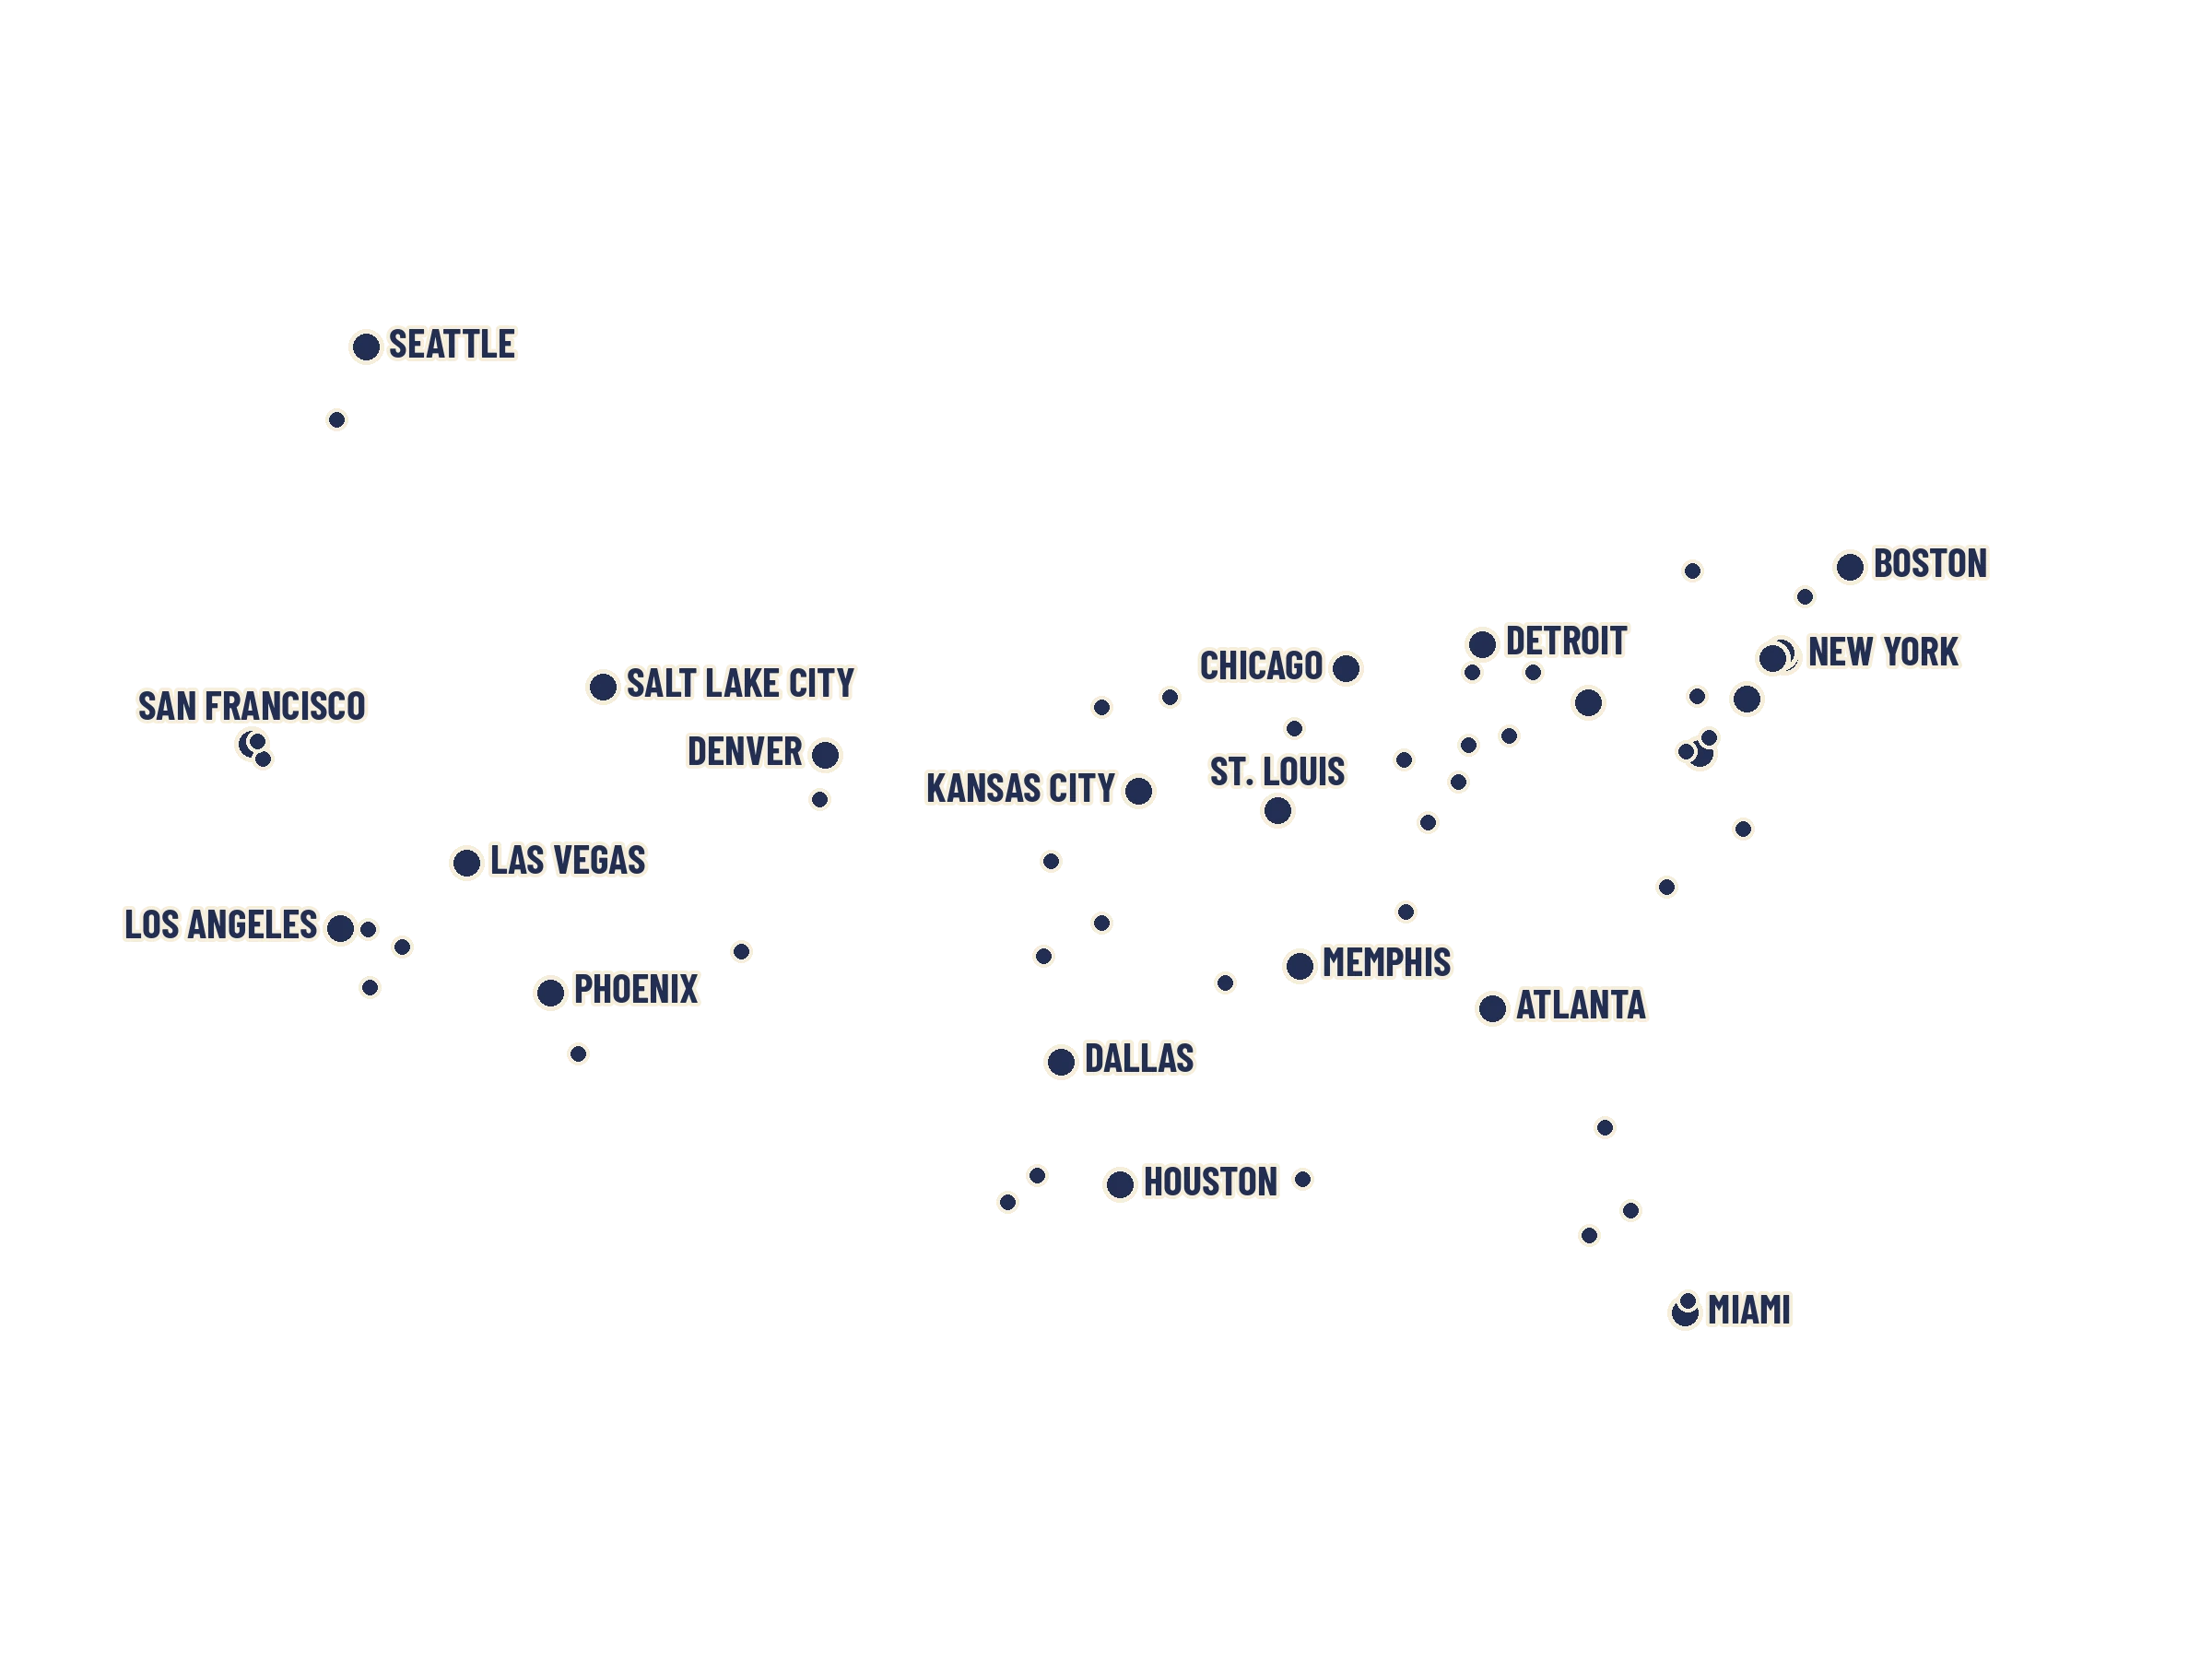 SEATTLE
BOSTON
DETROIT
NEW YORK
CHICAGO
SALT LAKE CITY
SAN FRANCISCO
DENVER
ST. LOUIS
KANSAS CITY
LAS VEGAS
LOS ANGELES
MEMPHIS
PHOENIX
ATLANTA
DALLAS
HOUSTON
MIAMI